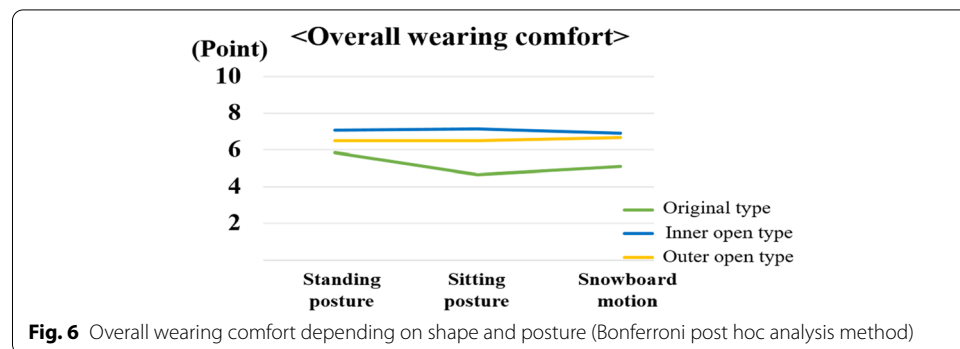 <Overall wearing comfort>
(Point)
10
8
6
4
2
Original type
Inner open type
Outer open type
Standing posture
Sitting posture
Snowboard motion
Fig. 6 Overall wearing comfort depending on shape and posture (Bonferroni post hoc analysis method)